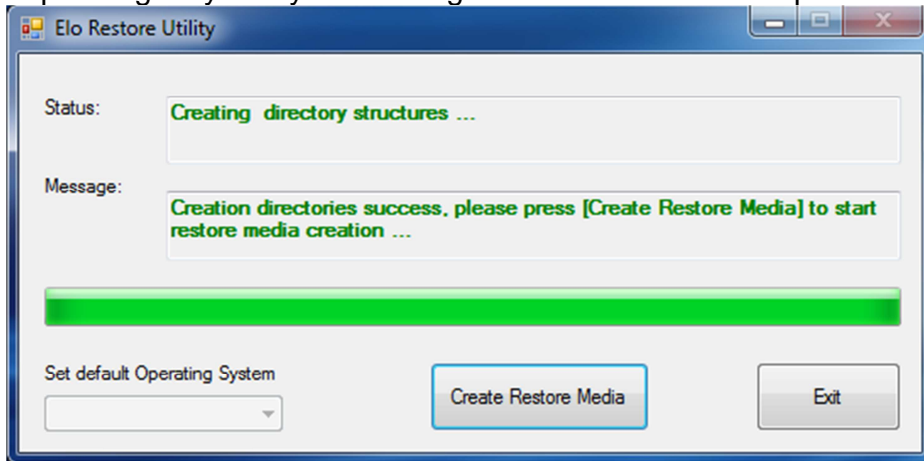 Elo Restore Utility
Status:
Creating directory structures ...
Message:
Creation directories success, please press [Create Restore Media] to start
restore media creation ...
Set default Operating System
Create Restore Media
Exit